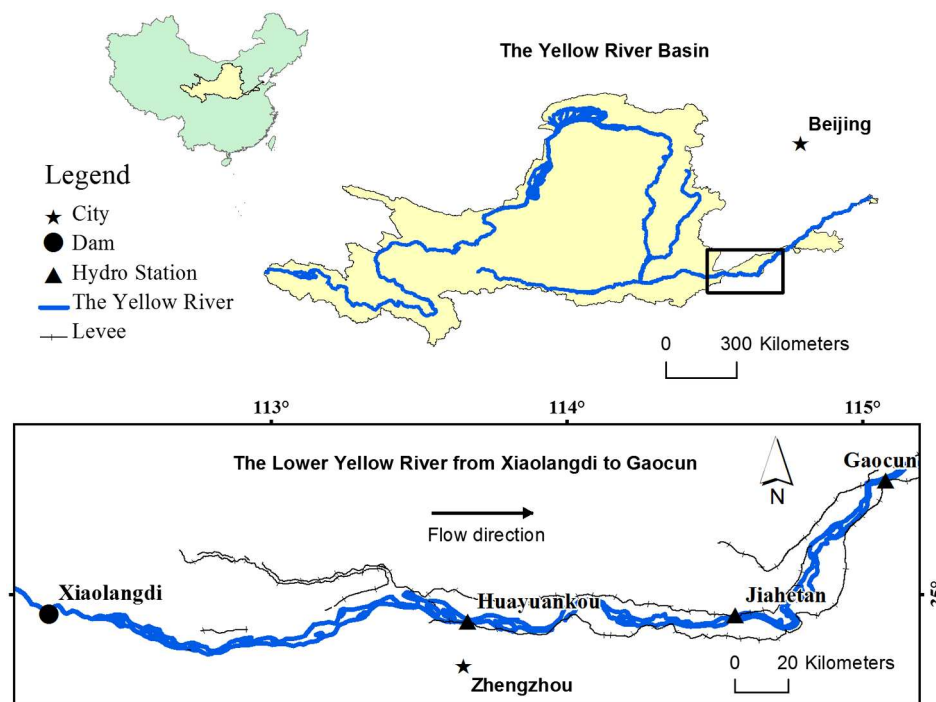 The Yellow River Basin
Beijing
Legend
City
Dam
Hydro Station
The Yellow River
Levee
0 300 Kilometers
113° 114° 115°
The Lower Yellow River from Xiaolangdi to Gaocun
N
Gaocun
Flow direction
Xiaolangdi
Huayuankou
Jiahetan
0 20 Kilometers
Zhengzhou